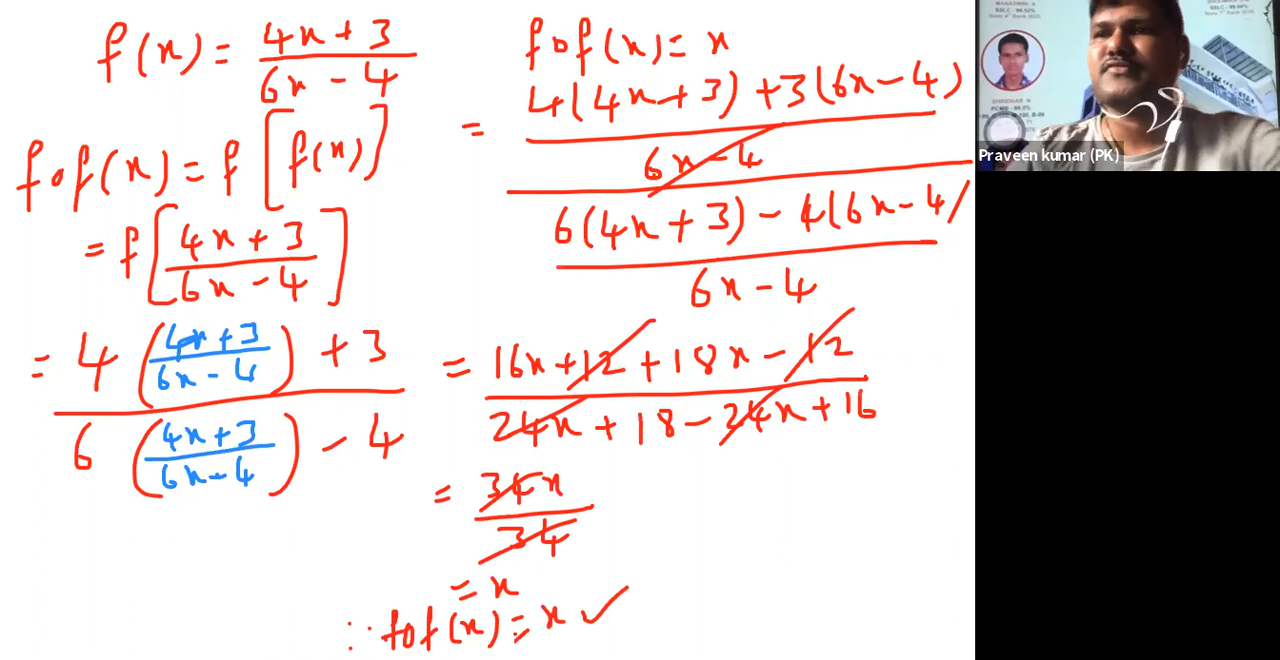 f(x) = (4x + 3)/(6x - 4)
fof(x) = f[f(x)]
= f[(4x + 3)/(6x - 4)]
= (4((4x + 3)/(6x - 4)) + 3)/(6((4x + 3)/(6x - 4)) - 4)
fof(x) = x
= ((4(4x + 3) + 3(6x - 4))/(6x - 4))/((6(4x + 3) - 4(6x - 4))/(6x - 4))
= (16x + 12 + 18x - 12)/(24x + 18 - 24x + 16)
= 34x/34
= x
∴ fof(x) = x ✓
Praveen kumar (PK)